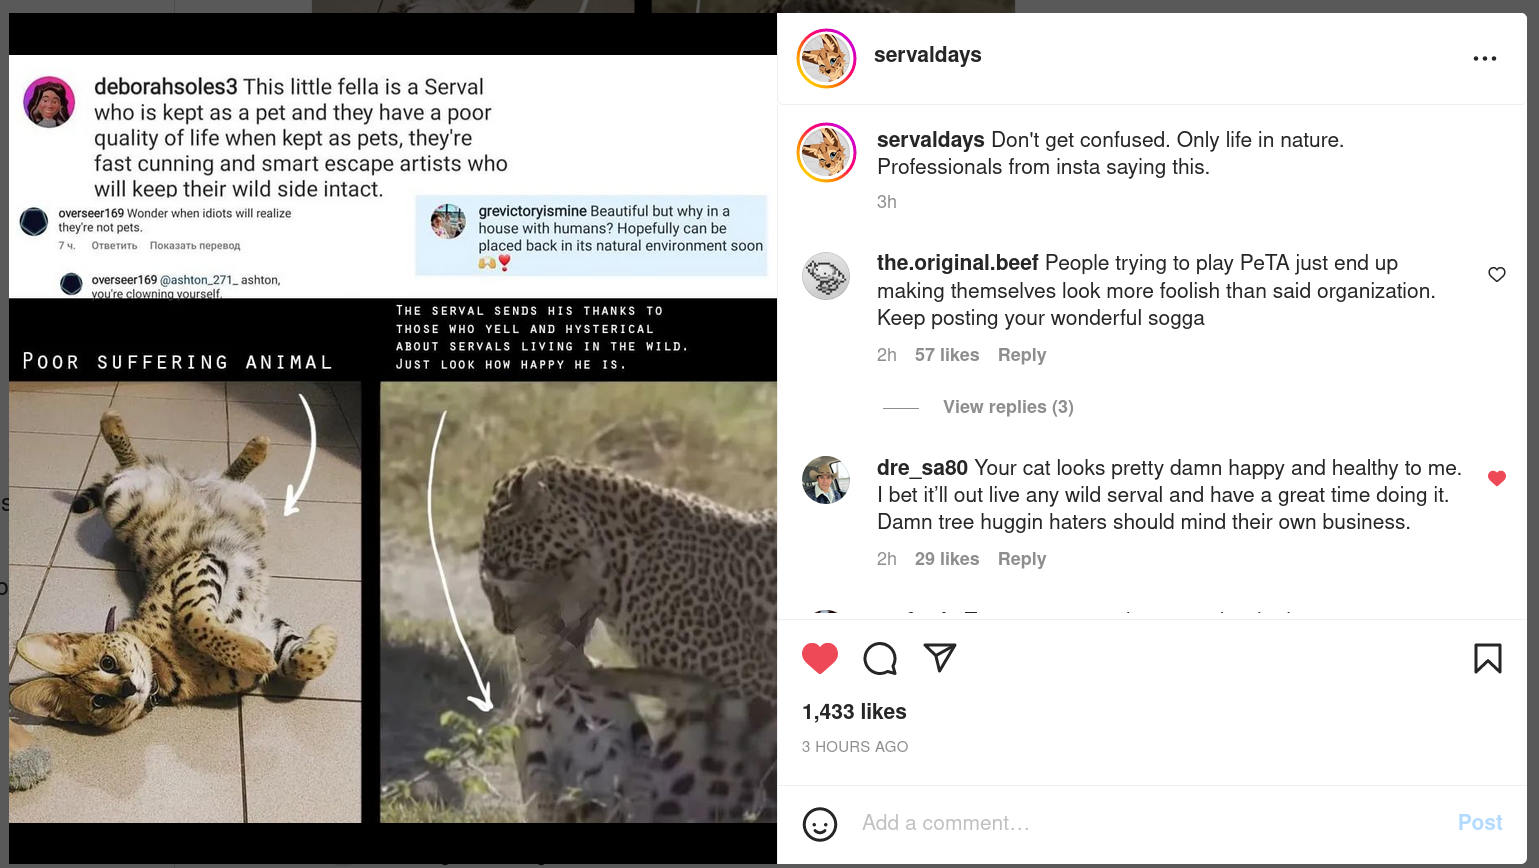 deborahsoles3 This little fella is a Serval
who is kept as a pet and they have a poor
quality of life when kept as pets, they're
fast cunning and smart escape artists who
will keep their wild side intact.
overseer169 Wonder when idiots will realize
they're not pets.
7 ч. Ответить Показать перевод
overseer169 @ashton_271_ ashton,
you're clowning yourself.
grevictoryismine Beautiful but why in a
house with humans? Hopefully can be
placed back in its natural environment soon
🙌❣️
POOR SUFFERING ANIMAL
THE SERVAL SENDS HIS THANKS TO
THOSE WHO YELL AND HYSTERICAL
ABOUT SERVALS LIVING IN THE WILD.
JUST LOOK HOW HAPPY HE IS.
servaldays
servaldays Don't get confused. Only life in nature.
Professionals from insta saying this.
3h
the.original.beef People trying to play PeTA just end up
making themselves look more foolish than said organization.
Keep posting your wonderful sogga
2h 57 likes Reply
View replies (3)
dre_sa80 Your cat looks pretty damn happy and healthy to me.
I bet it’ll out live any wild serval and have a great time doing it.
Damn tree huggin haters should mind their own business.
2h 29 likes Reply
1,433 likes
3 HOURS AGO
Add a comment…
Post